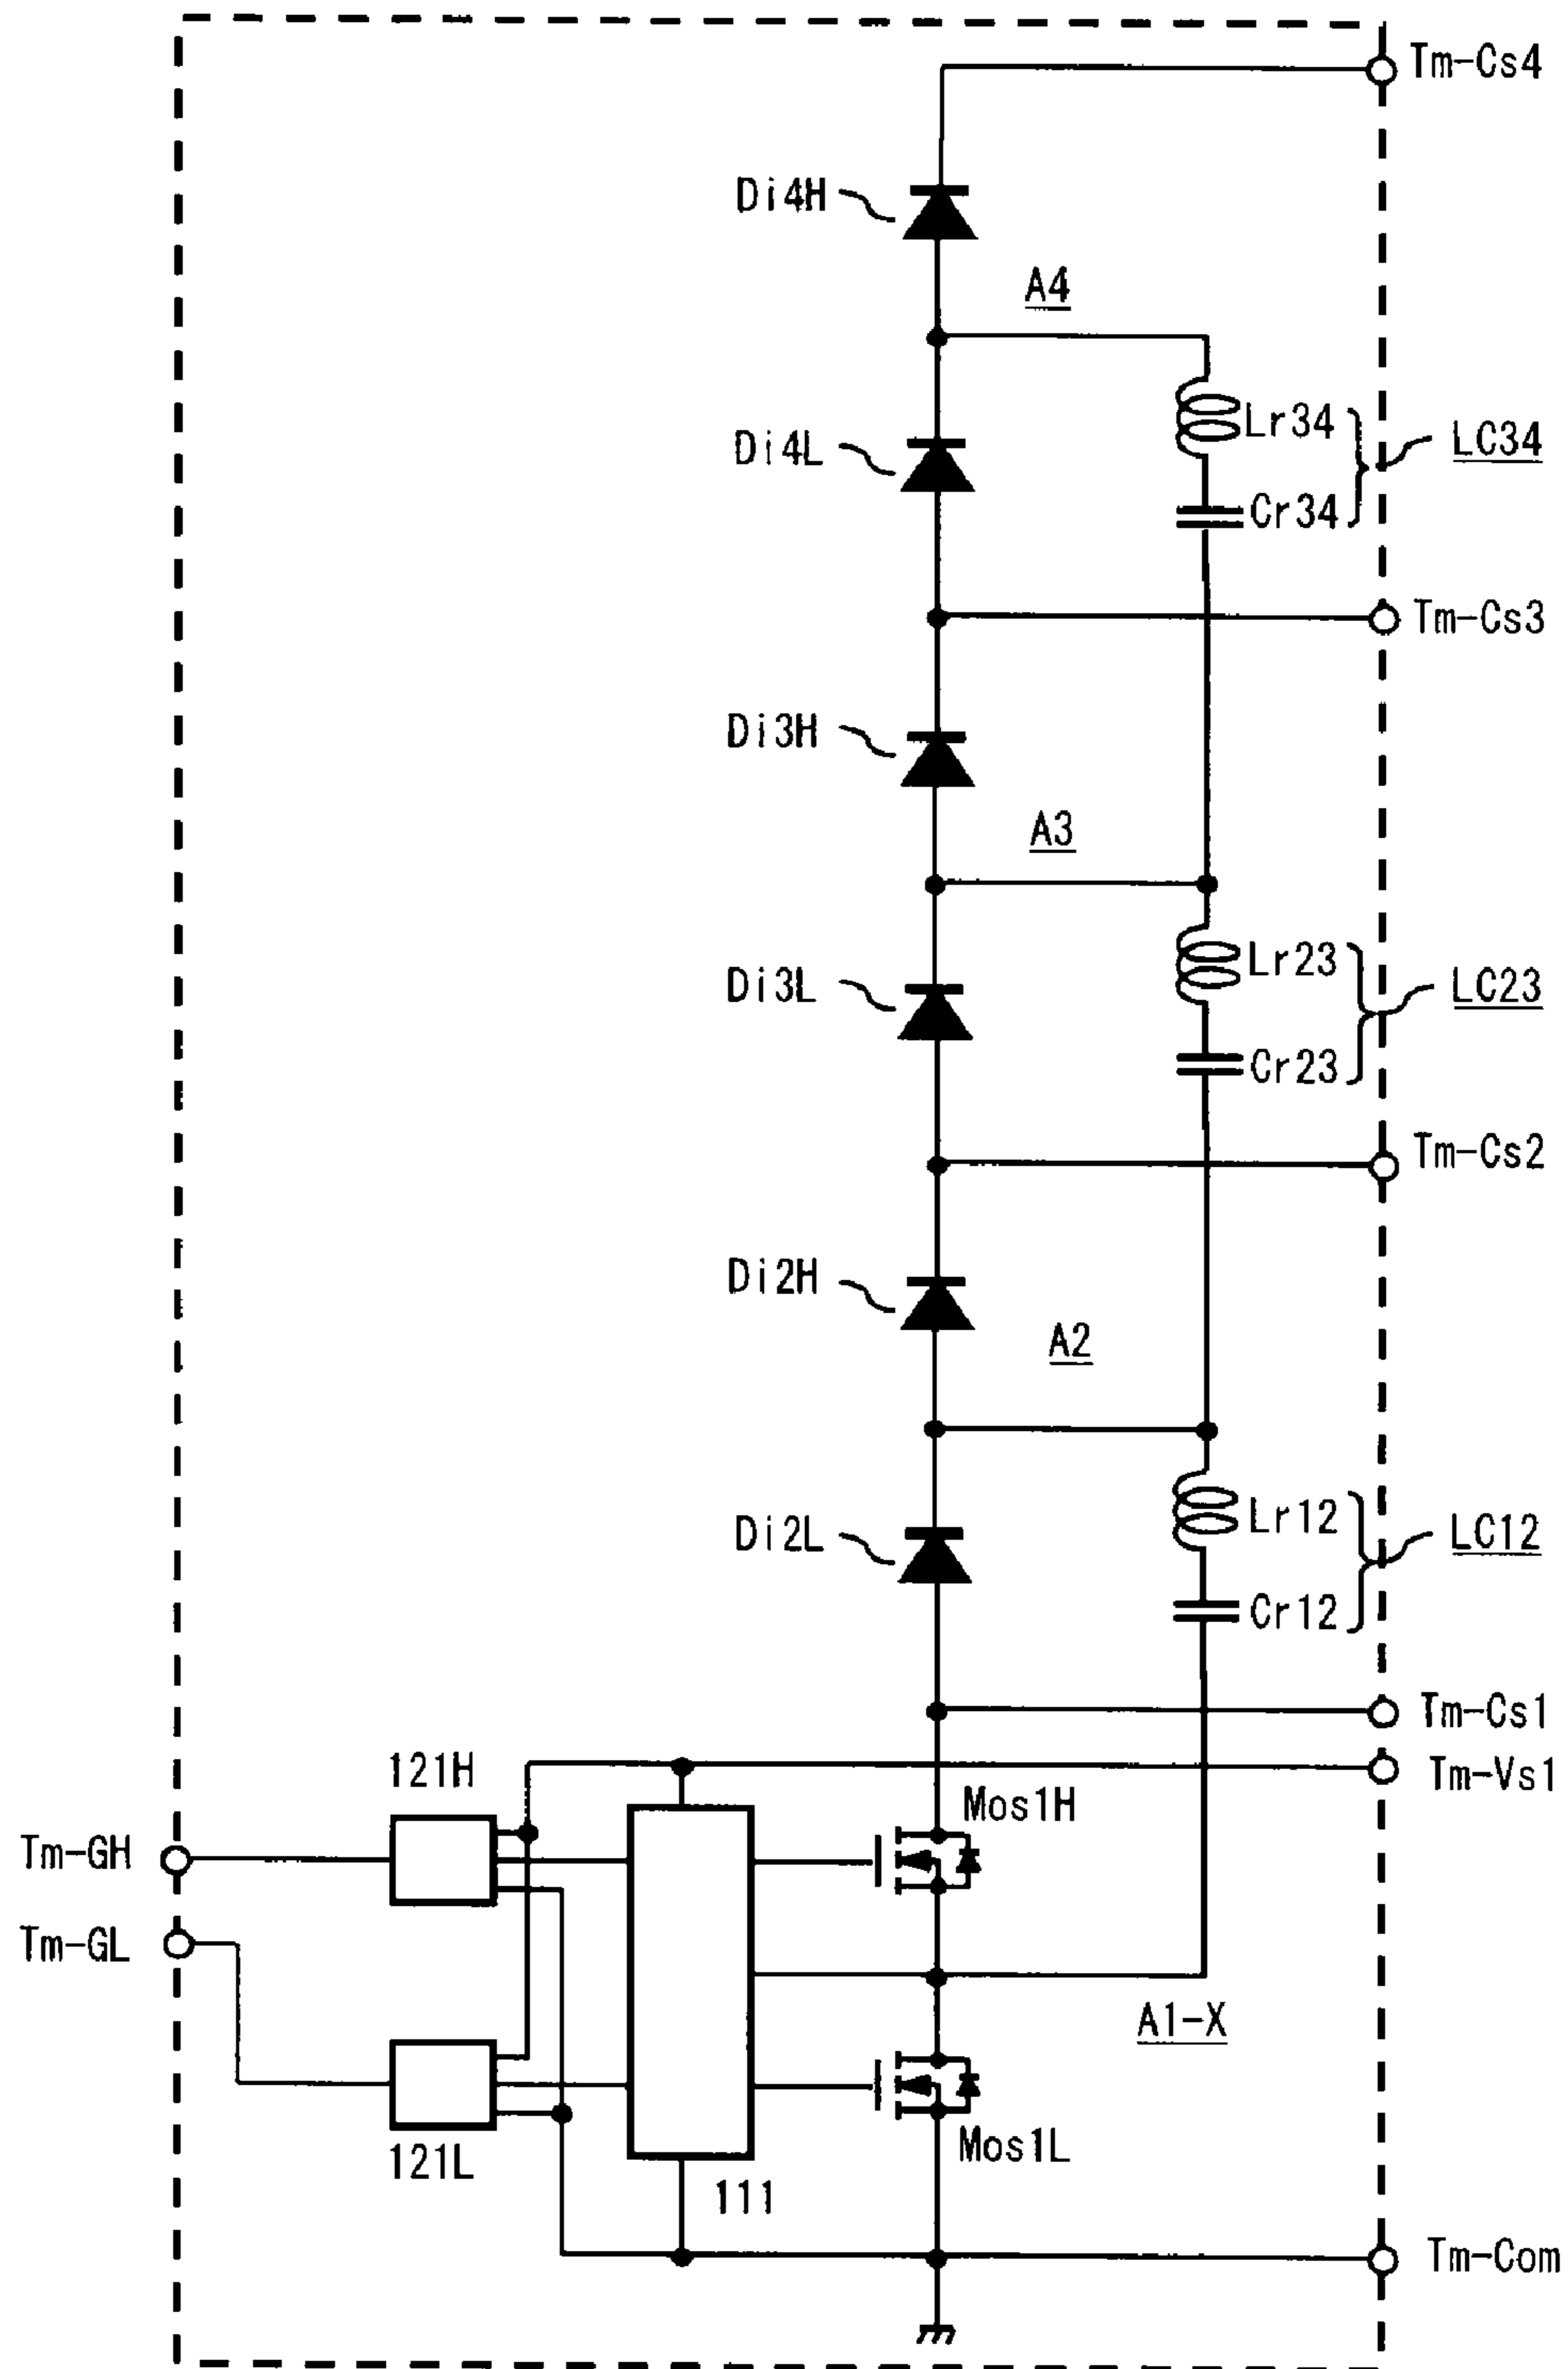 Tm-Cs4
Di4H
A4
Lr34
Di4L
LC34
Cr34
Tm-Cs3
Di3H
A3
Lr23
Di3L
LC23
Cr23
Tm-Cs2
Di2H
A2
Lr12
Di2L
LC12
Cr12
Tm-Cs1
121H
Tm-Vs1
Mos1H
Tm-GH
Tm-GL
A1-X
Mos1L
121L
111
Tm-Com